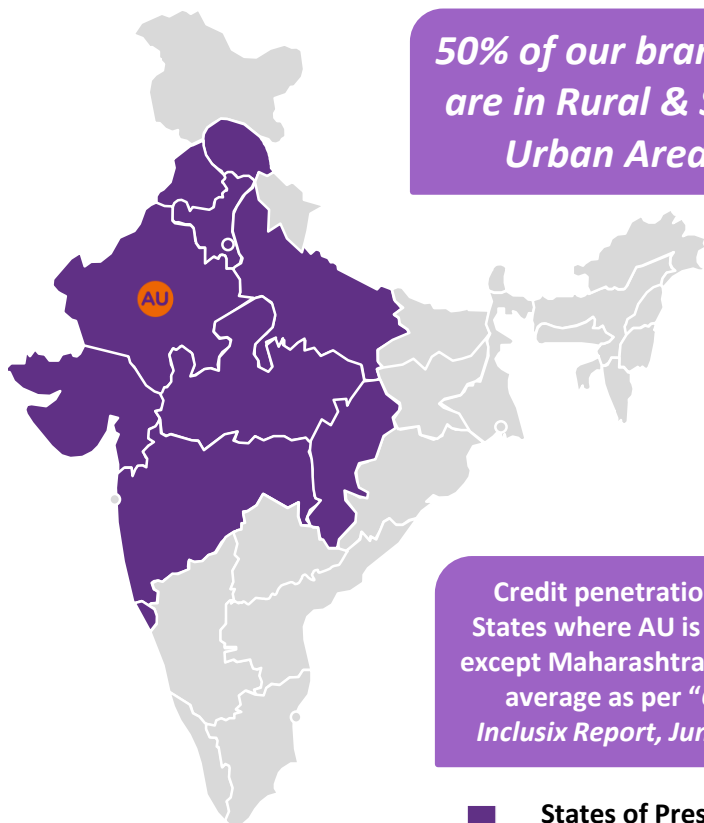 50% of our bran
are in Rural & S
Urban Area
AU
Credit penetratio
States where AU is
except Maharashtra
average as per “
Inclusix Report, Jun
States of Pres